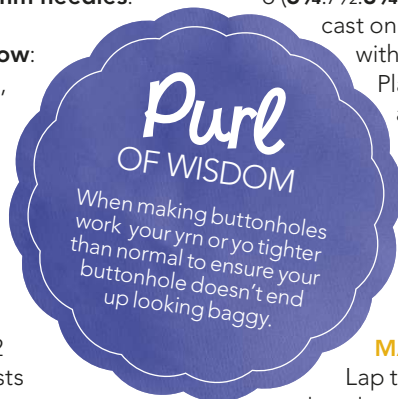 mm needles.
ow:
,
cast on
with
Pl
Purl
OF WISDOM
When making buttonholes
work your yrn or yo tighter
than normal to ensure your
buttonhole doesn't end
up looking baggy.
2
sts
MA
Lap t